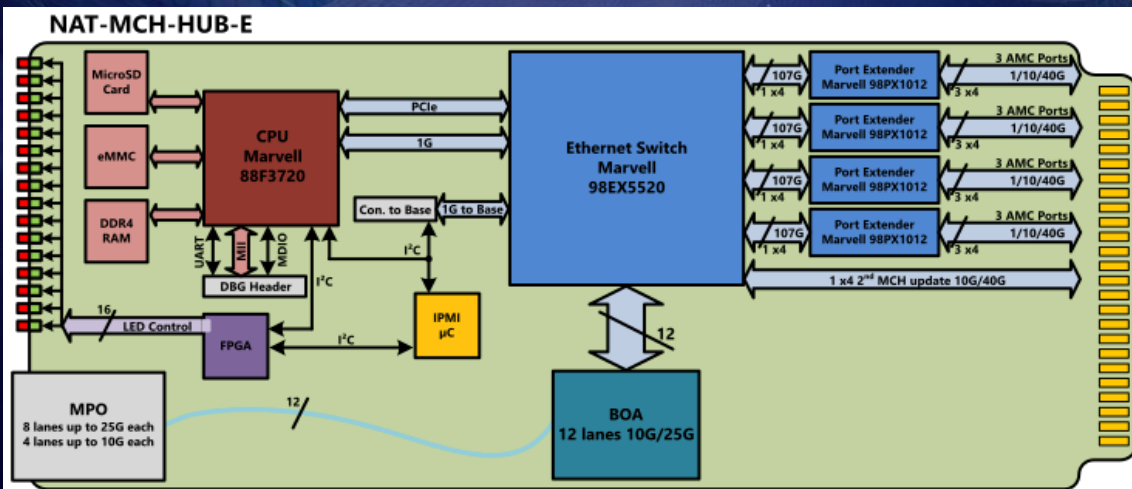 NAT-MCH-HUB-E
MicroSD
Card
eMMC
DDR4
RAM
CPU
Marvell
88F3720
PCIe
1G
Ethernet Switch
Marvell
98EX5520
107G
1 x4
Port Extender
Marvell 98PX1012
3 AMC Ports
1/10/40G
3 x4
107G
1 x4
Port Extender
Marvell 98PX1012
3 AMC Ports
1/10/40G
3 x4
107G
1 x4
Port Extender
Marvell 98PX1012
3 AMC Ports
1/10/40G
3 x4
107G
1 x4
Port Extender
Marvell 98PX1012
3 AMC Ports
1/10/40G
3 x4
1 x4 2nd MCH update 10G/40G
Con. to Base
1G to Base
UART
MII
MDIO
I²C
I²C
DBG Header
16
LED Control
FPGA
I²C
IPMI
µC
12
MPO
8 lanes up to 25G each
4 lanes up to 10G each
12
BOA
12 lanes 10G/25G